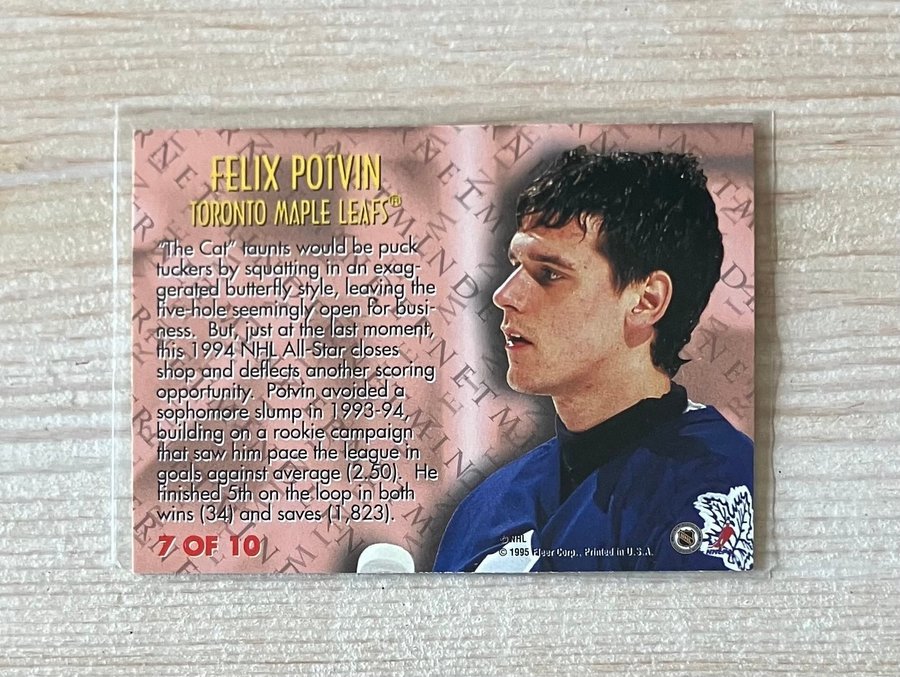 FELIX POTVIN
TORONTO MAPLE LEAFS®
"The Cat" taunts would be puck
tuckers by squatting in an exag-
gerated butterfly style, leaving the
five-hole seemingly open for busi-
ness. But, just at the last moment,
this 1994 NHL All-Star closes
shop and deflects another scoring
opportunity. Potvin avoided a
sophomore slump in 1993-94,
building on a rookie campaign
that saw him pace the league in
goals against average (2.50). He
finished 5th on the loop in both
wins (34) and saves (1,823).
7 OF 10
© NHL
© 1995 Fleer Corp., Printed in U.S.A.